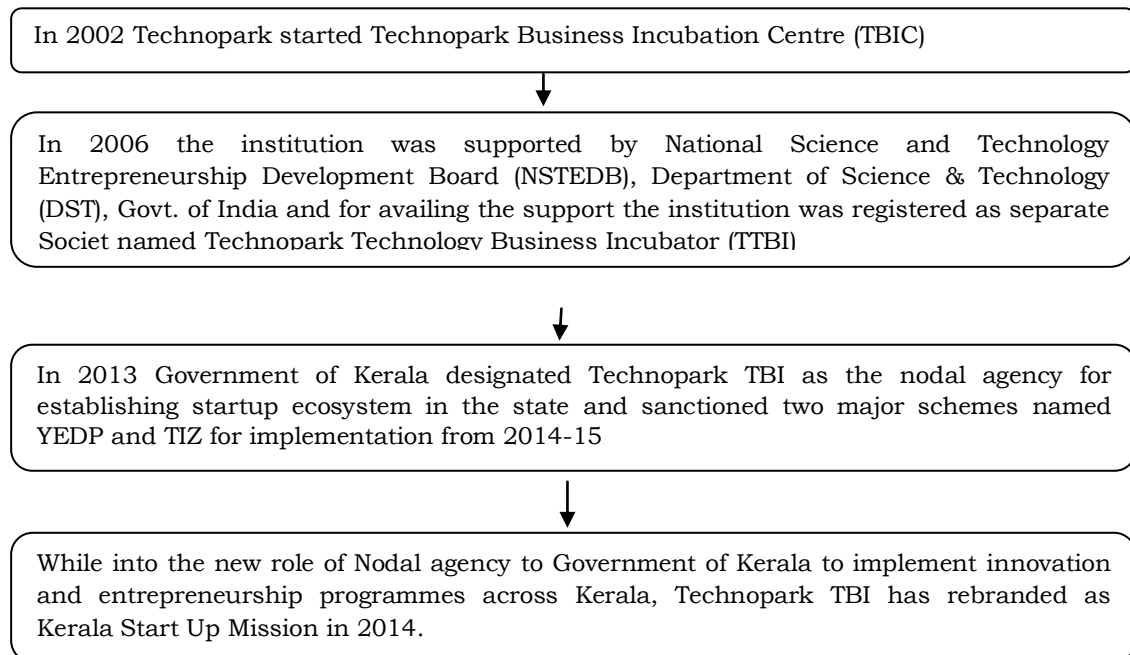 In 2002 Technopark started Technopark Business Incubation Centre (TBIC)
In 2006 the institution was supported by National Science and Technology
Entrepreneurship Development Board (NSTEDB), Department of Science & Technology
(DST), Govt. of India and for availing the support the institution was registered as separate
Societ named Technopark Technology Business Incubator (TTBI)
In 2013 Government of Kerala designated Technopark TBI as the nodal agency for
establishing startup ecosystem in the state and sanctioned two major schemes named
YEDP and TIZ for implementation from 2014-15
While into the new role of Nodal agency to Government of Kerala to implement innovation
and entrepreneurship programmes across Kerala, Technopark TBI has rebranded as
Kerala Start Up Mission in 2014.